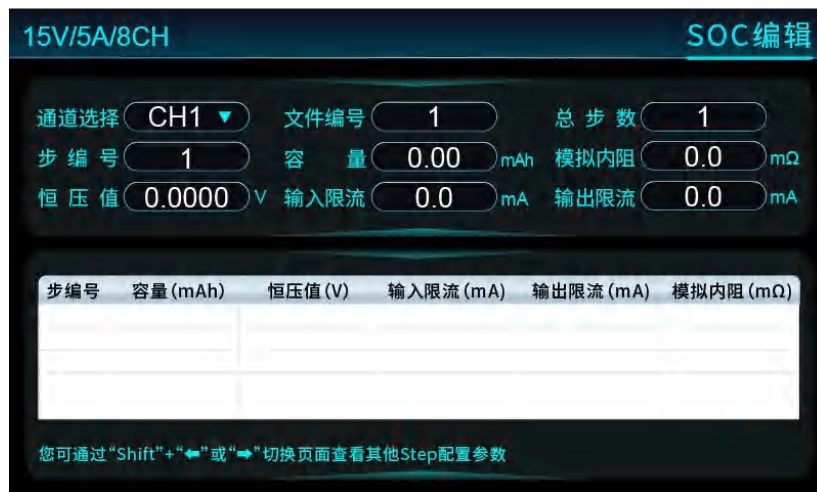 15V/5A/8CH SOC编辑
通道选择 CH1 ▼ 文件编号 1 总步数 1
步编号 1 容量 0.00 mAh 模拟内阻 0.0 mΩ
恒压值 0.0000 V 输入限流 0.0 mA 输出限流 0.0 mA
步编号 容量(mAh) 恒压值(V) 输入限流(mA) 输出限流(mA) 模拟内阻(mΩ)
您可通过“Shift”+“⬅”或“➡”切换页面查看其他Step配置参数